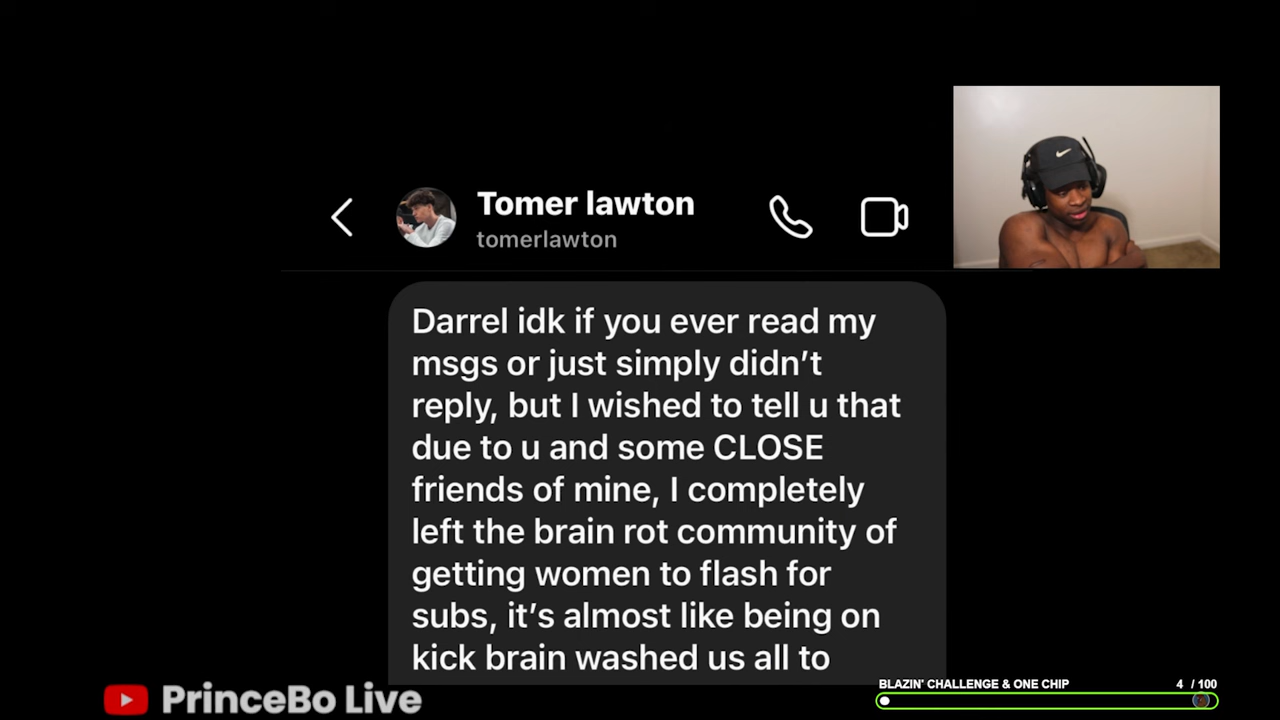 Tomer lawton
tomerlawton
Darrel idk if you ever read my
msgs or just simply didn’t
reply, but I wished to tell u that
due to u and some CLOSE
friends of mine, I completely
left the brain rot community of
getting women to flash for
subs, it’s almost like being on
kick brain washed us all to
PrinceBo Live
BLAZIN' CHALLENGE & ONE CHIP 4 / 100